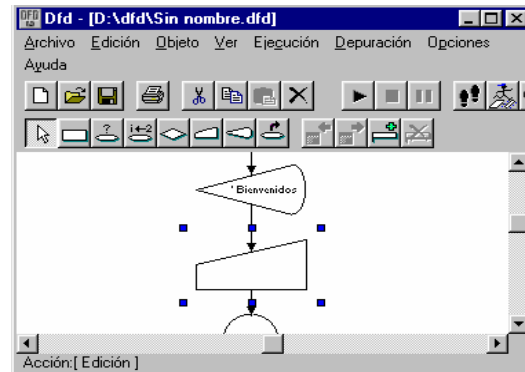 Dfd - [D:\dfd\Sin nombre.dfd]
Archivo Edición Objeto Ver Ejecución Depuración Opciones
Ayuda
' Bienvenidos
Acción:[ Edición ]